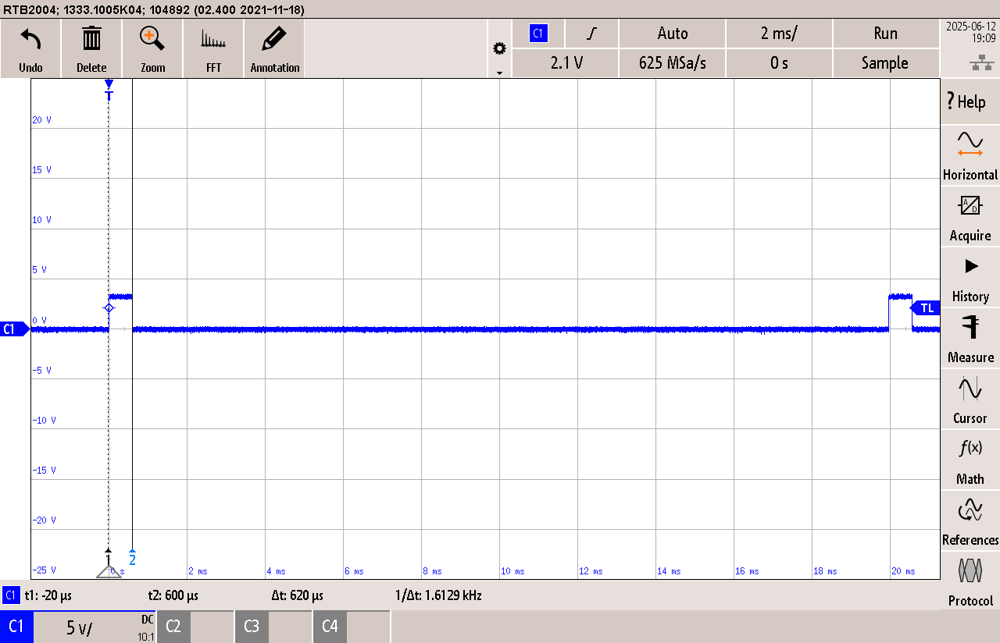 RTB2004; 1333.1005K04; 104892 (02.400 2021-11-18)
Undo
Delete
Zoom
FFT
Annotation
C1
Auto
2 ms/
Run
2.1 V
625 MSa/s
0 s
Sample
2025-06-12
19:09
? Help
Horizontal
A
D
Acquire
History
Measure
Cursor
f(x)
Math
References
Protocol
T
20 V
15 V
10 V
5 V
0 V
-5 V
-10 V
-15 V
-20 V
-25 V
C1
TL
1
2
0 s
2 ms
4 ms
6 ms
8 ms
10 ms
12 ms
14 ms
16 ms
18 ms
20 ms
C1 t1: -20 µs t2: 600 µs Δt: 620 µs 1/Δt: 1.6129 kHz
C1
5 V/
DC
10:1
C2
C3
C4